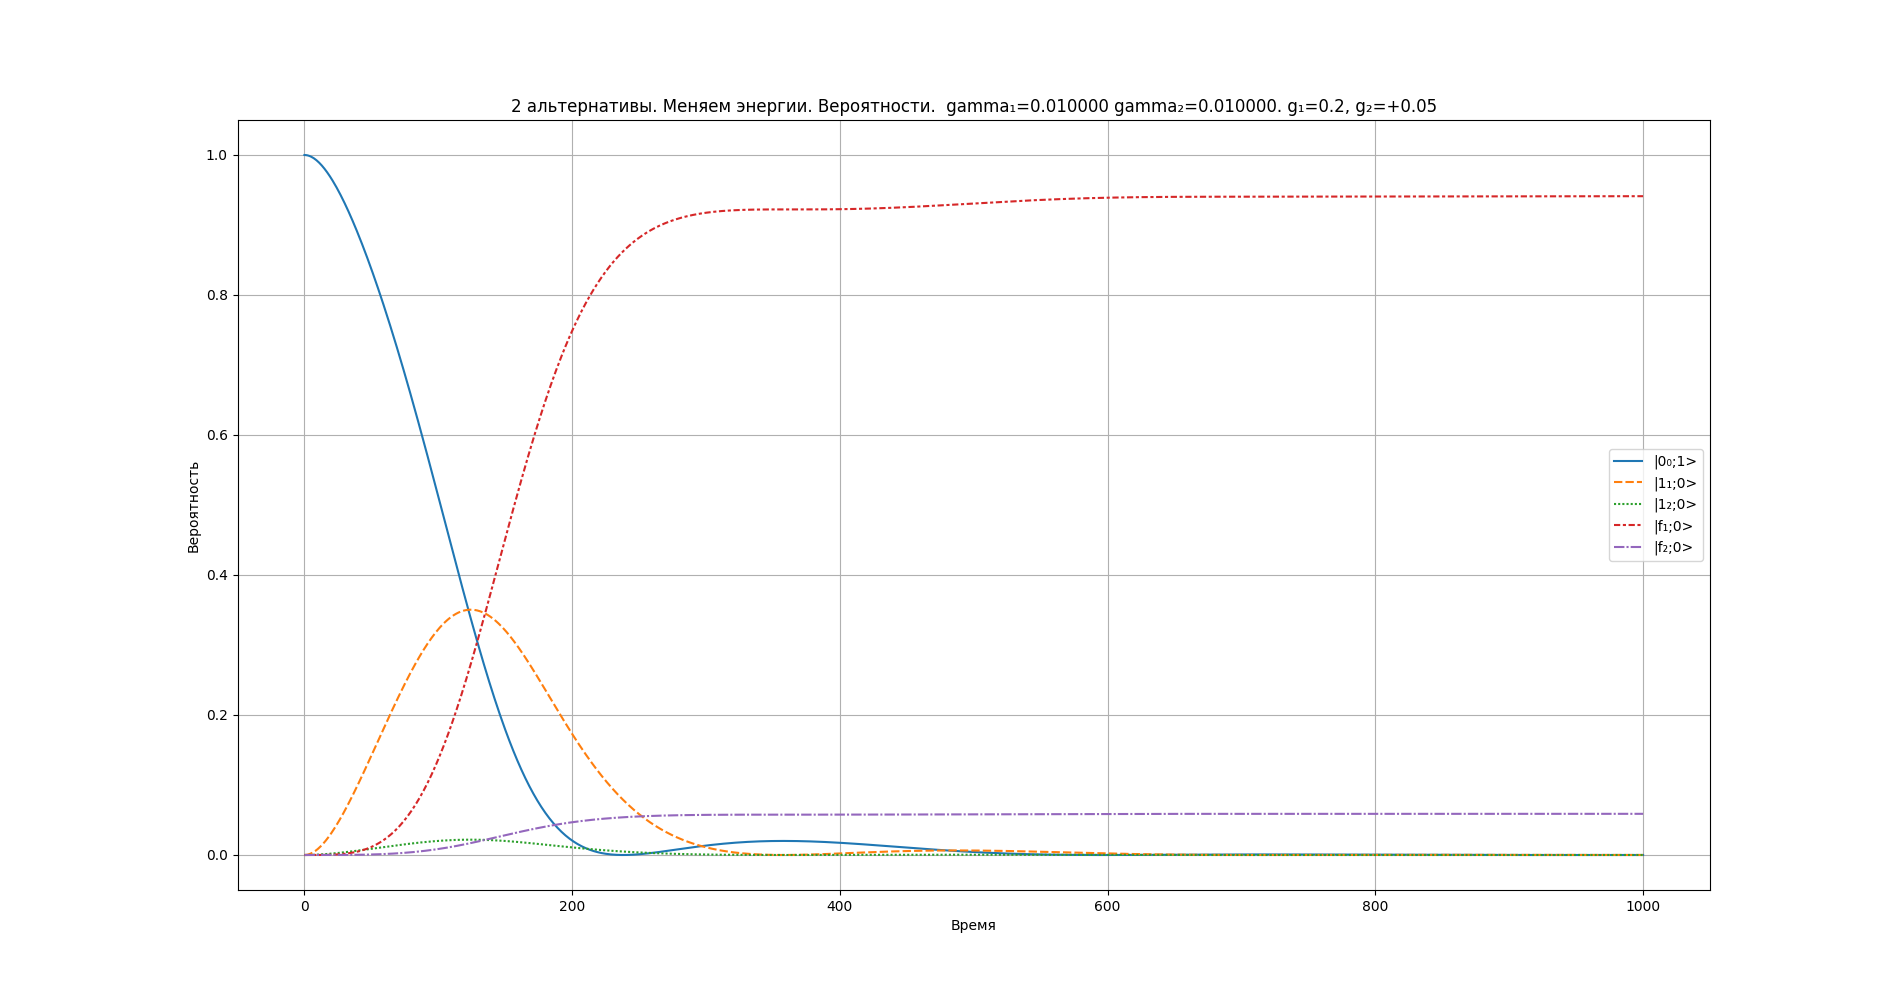 2 альтернативы. Меняем энергии. Вероятности.  gamma₁=0.010000 gamma₂=0.010000. g₁=0.2, g₂=+0.05
1.0
0.8
0.6
0.4
0.2
0.0
Вероятность
|0₀;1>
|1₁;0>
|1₂;0>
|f₁;0>
|f₂;0>
0 200 400 600 800 1000
Время